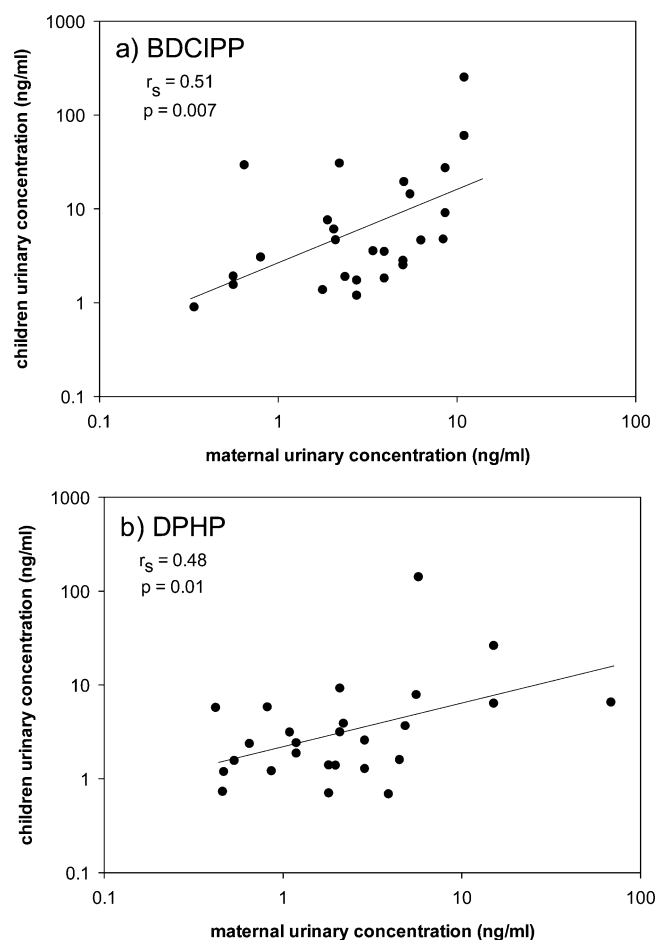 a) BDCIPP
rs = 0.51
p = 0.007
children urinary concentration (ng/ml)
1000
100
10
1
0.1
0.1 1 10 100
maternal urinary concentration (ng/ml)
b) DPHP
rs = 0.48
p = 0.01
children urinary concentration (ng/ml)
1000
100
10
1
0.1
0.1 1 10 100
maternal urinary concentration (ng/ml)